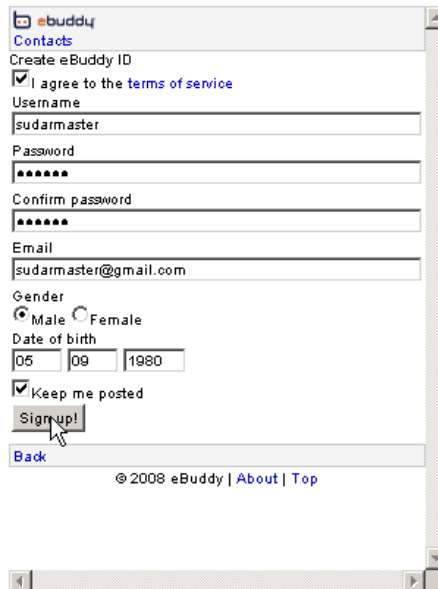 ebuddy
Contacts
Create eBuddy ID
I agree to the terms of service
Username
sudarmaster
Password
••••••
Confirm password
••••••
Email
sudarmaster@gmail.com
Gender
Male Female
Date of birth
05 09 1980
Keep me posted
Sign up!
Back
© 2008 eBuddy | About | Top